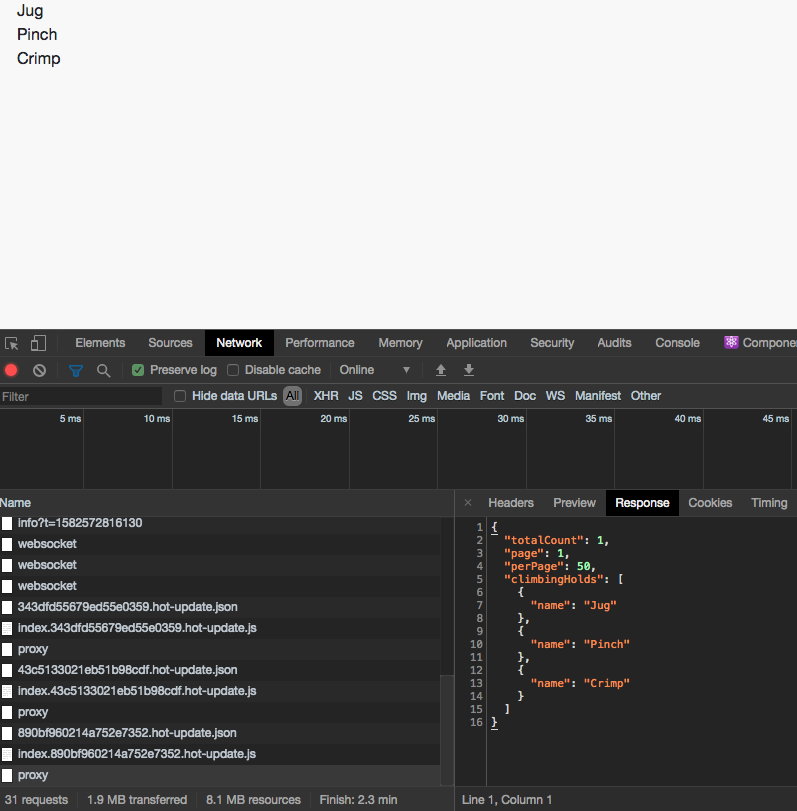 Jug
Pinch
Crimp
Elements Sources Network Performance Memory Application Security Audits Console Componen
Preserve log Disable cache Online
Filter Hide data URLs All XHR JS CSS Img Media Font Doc WS Manifest Other
5 ms 10 ms 15 ms 20 ms 25 ms 30 ms 35 ms 40 ms 45 ms
Name
info?t=1582572816130
websocket
websocket
websocket
343dfd55679ed55e0359.hot-update.json
index.343dfd55679ed55e0359.hot-update.js
proxy
43c5133021eb51b98cdf.hot-update.json
index.43c5133021eb51b98cdf.hot-update.js
proxy
890bf960214a752e7352.hot-update.json
index.890bf960214a752e7352.hot-update.js
proxy
31 requests 1.9 MB transferred 8.1 MB resources Finish: 2.3 min
× Headers Preview Response Cookies Timing
1 {
2 "totalCount": 1,
3 "page": 1,
4 "perPage": 50,
5 "climbingHolds": [
6 {
7 "name": "Jug"
8 },
9 {
10 "name": "Pinch"
11 },
12 {
13 "name": "Crimp"
14 }
15 ]
16 }
Line 1, Column 1